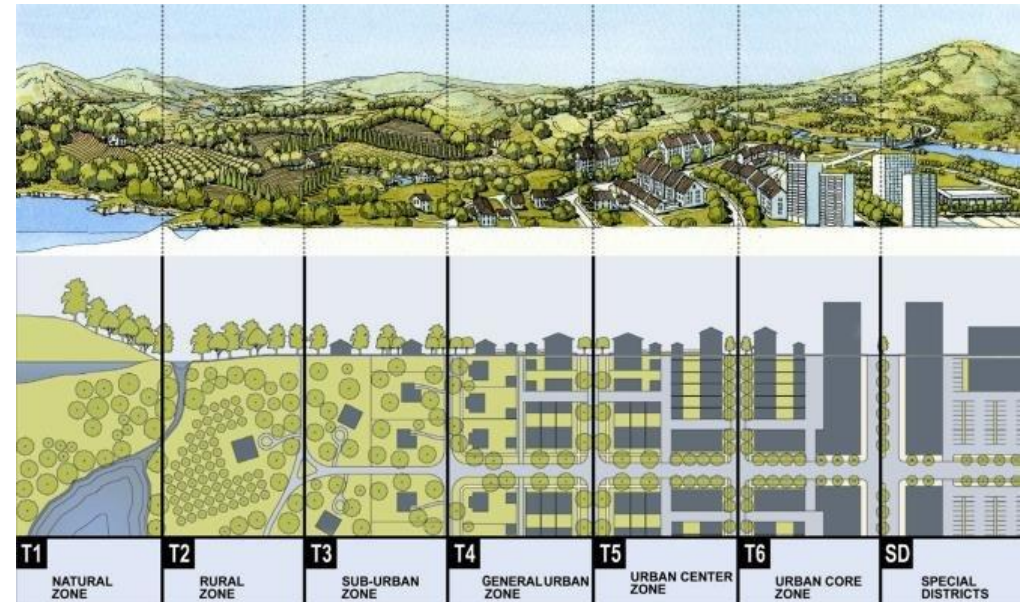 T1
NATURAL
ZONE
T2
RURAL
ZONE
T3
SUB-URBAN
ZONE
T4
GENERAL URBAN
ZONE
T5
URBAN CENTER
ZONE
T6
URBAN CORE
ZONE
SD
SPECIAL
DISTRICTS